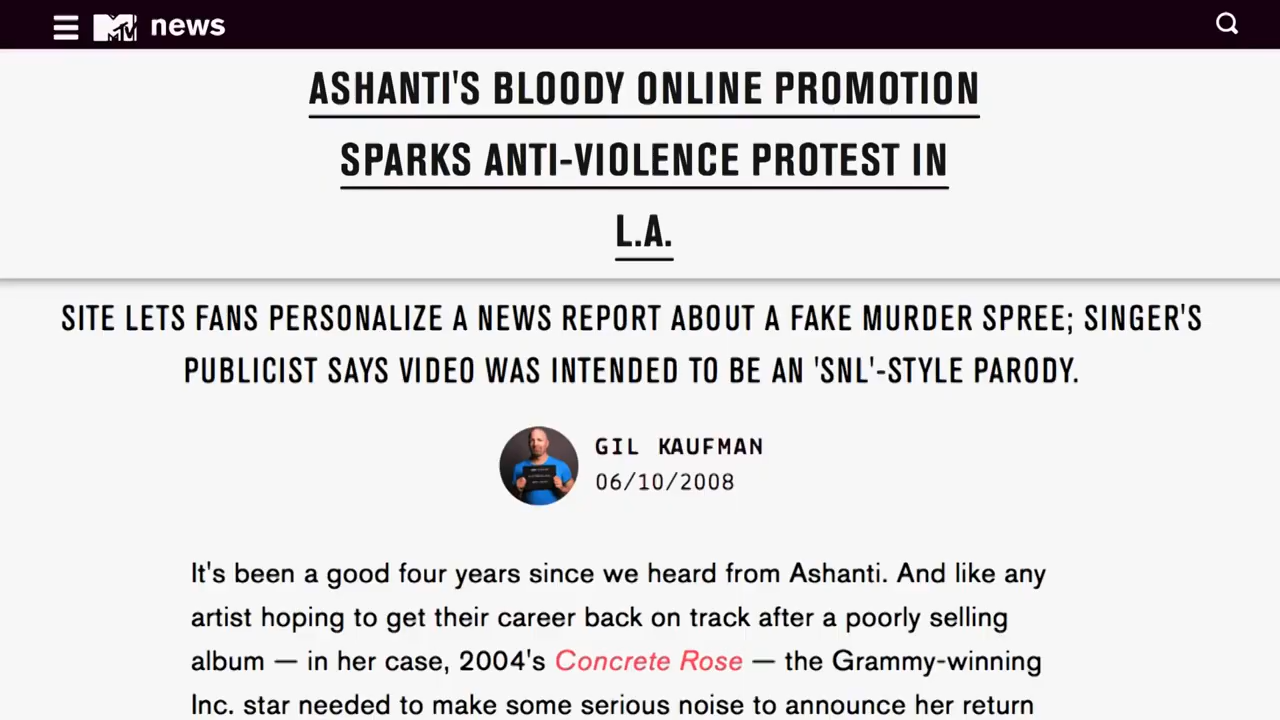 MTV news
ASHANTI'S BLOODY ONLINE PROMOTION
SPARKS ANTI-VIOLENCE PROTEST IN
L.A.
SITE LETS FANS PERSONALIZE A NEWS REPORT ABOUT A FAKE MURDER SPREE; SINGER'S
PUBLICIST SAYS VIDEO WAS INTENDED TO BE AN 'SNL'-STYLE PARODY.
GIL KAUFMAN
06/10/2008
It's been a good four years since we heard from Ashanti. And like any
artist hoping to get their career back on track after a poorly selling
album — in her case, 2004's Concrete Rose — the Grammy-winning
Inc. star needed to make some serious noise to announce her return